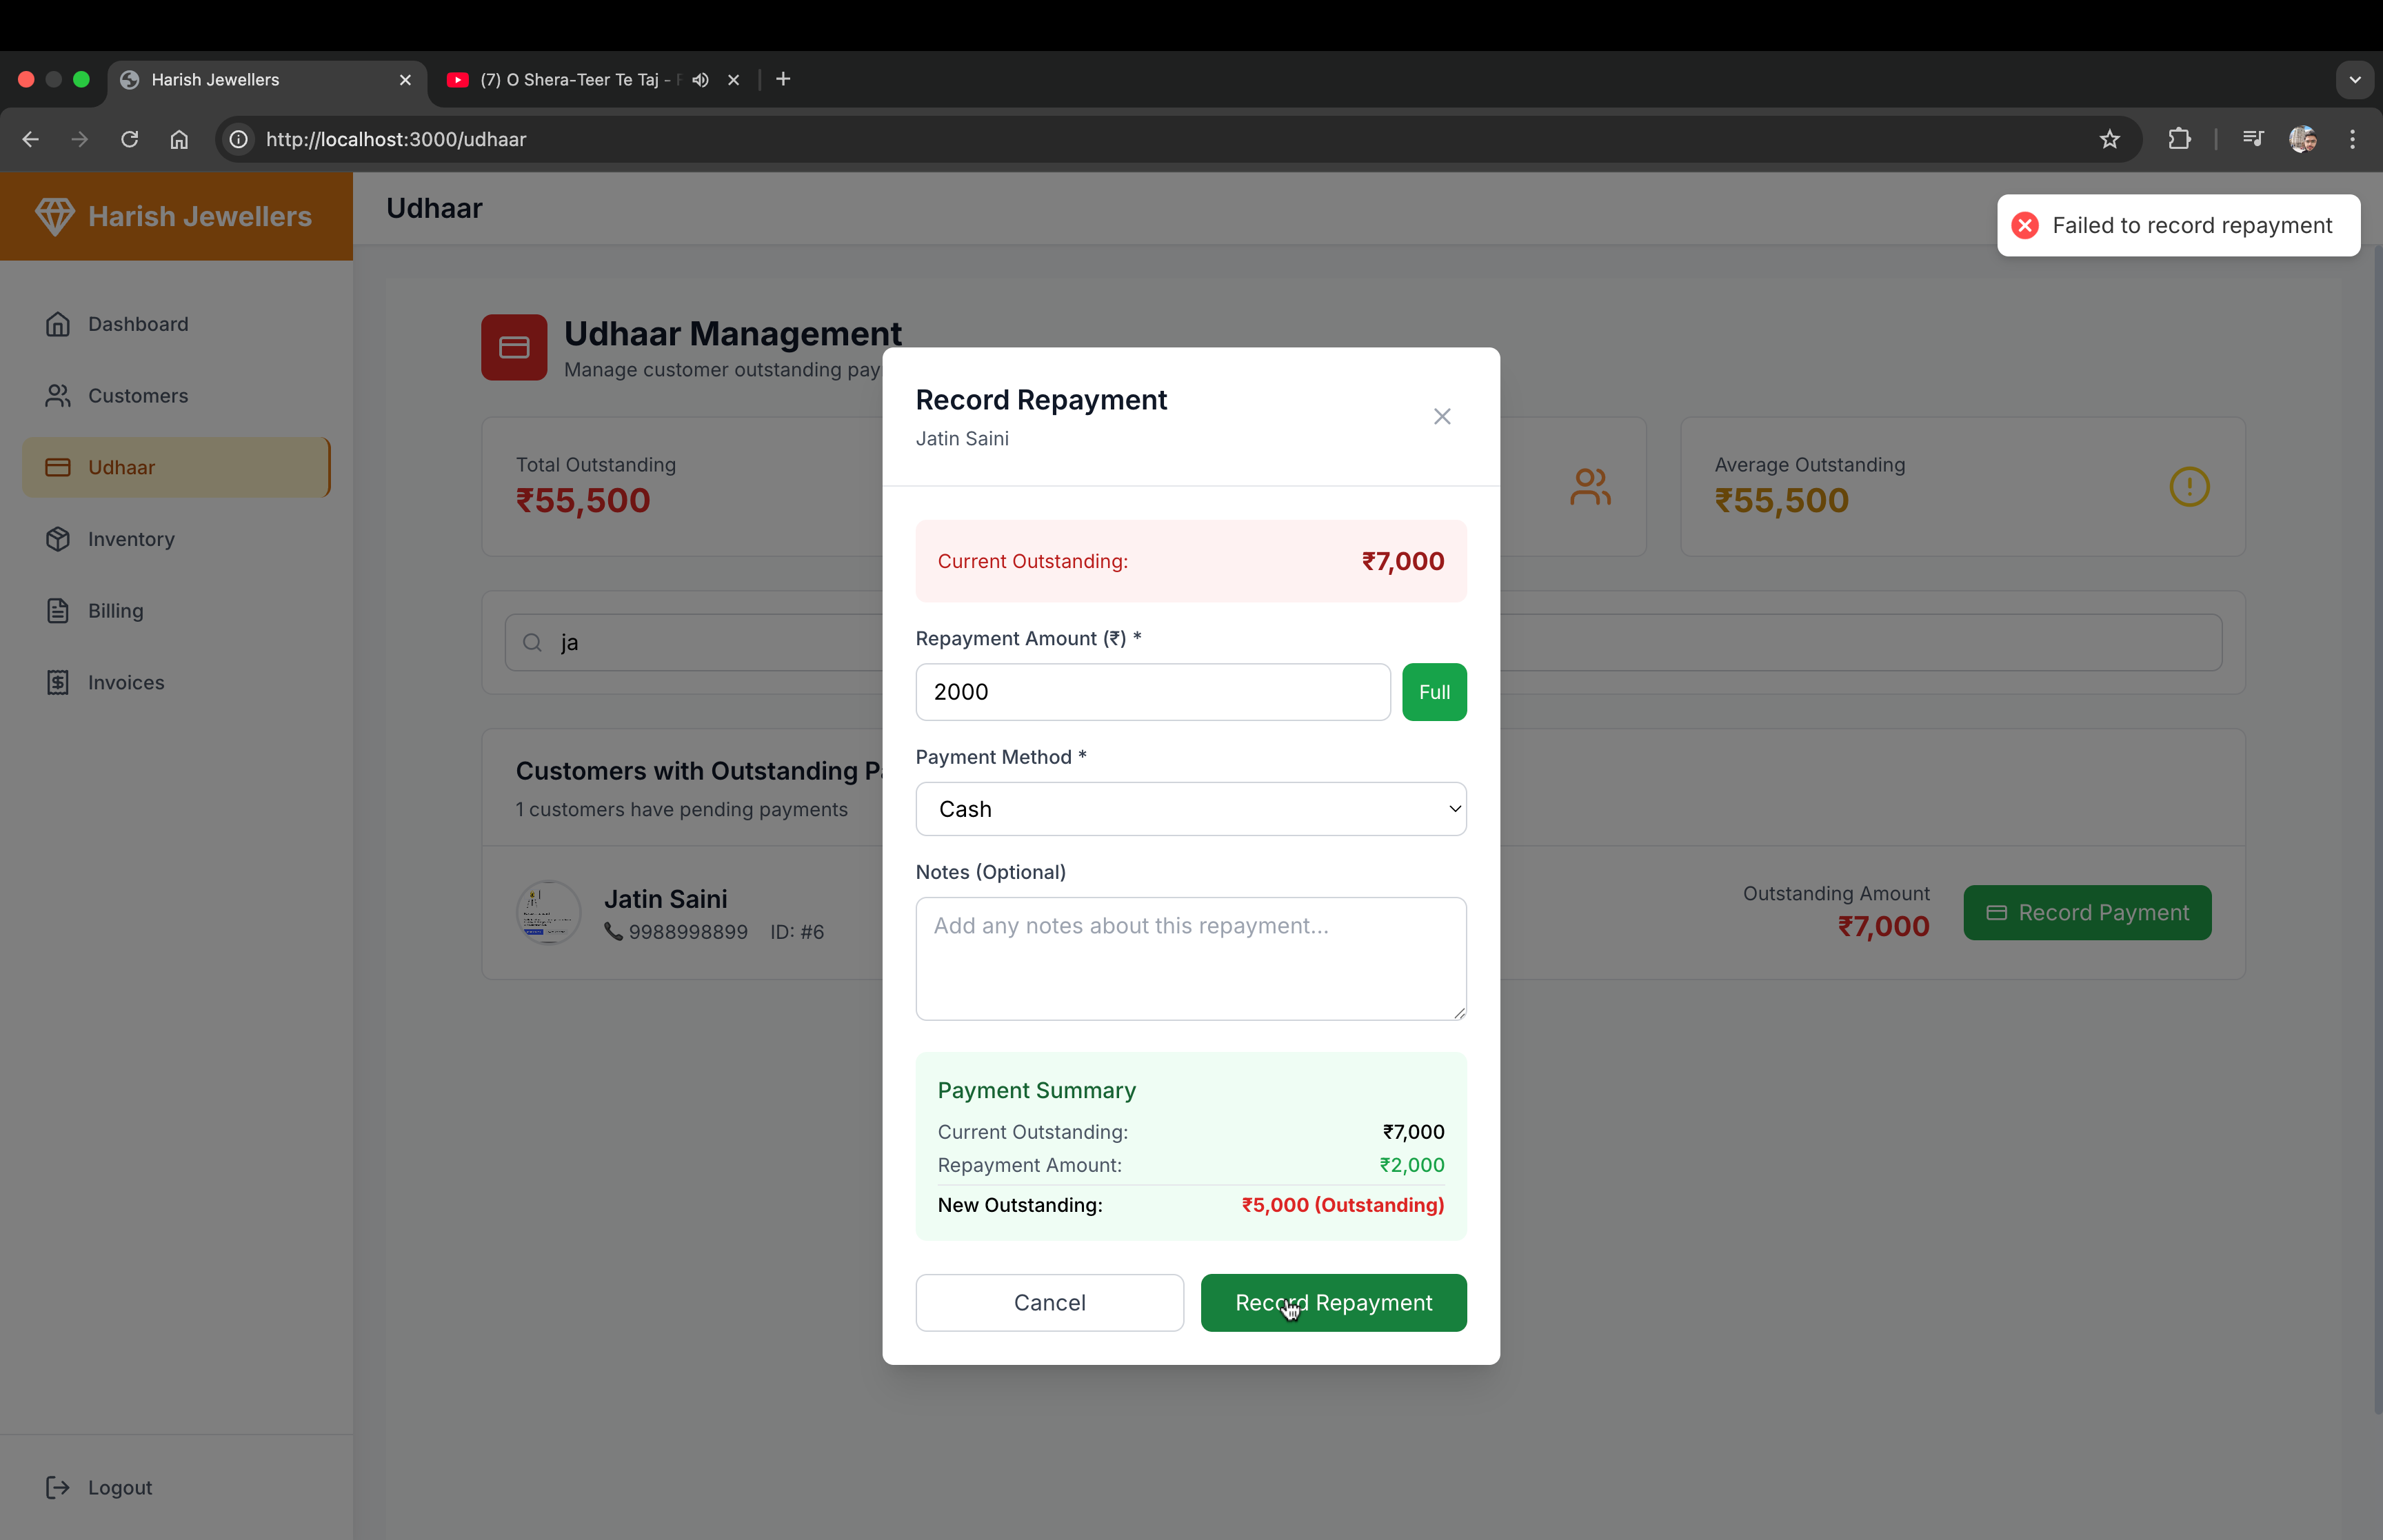 Harish Jewellers
(7) O Shera-Teer Te Taj -
http://localhost:3000/udhaar
Harish Jewellers
Dashboard
Customers
Udhaar
Inventory
Billing
Invoices
Logout
Udhaar
Failed to record repayment
Udhaar Management
Manage customer outstanding pay
Total Outstanding
₹55,500
Average Outstanding
₹55,500
ja
Customers with Outstanding P
1 customers have pending payments
Jatin Saini
9988998899 ID: #6
Outstanding Amount
₹7,000
Record Payment
Record Repayment
Jatin Saini
Current Outstanding: ₹7,000
Repayment Amount (₹) *
2000
Full
Payment Method *
Cash
Notes (Optional)
Add any notes about this repayment...
Payment Summary
Current Outstanding: ₹7,000
Repayment Amount: ₹2,000
New Outstanding: ₹5,000 (Outstanding)
Cancel
Record Repayment